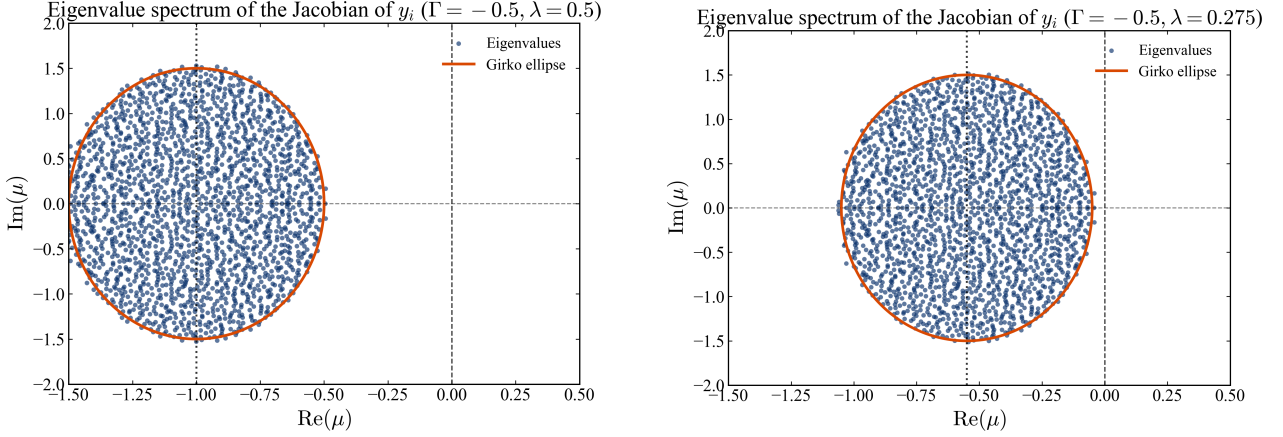 Eigenvalue spectrum of the Jacobian of y_i (Γ = −0.5, λ = 0.5)
2.0
1.5
1.0
0.5
0.0
−0.5
−1.0
−1.5
−2.0
Im(μ)
Eigenvalues
Girko ellipse
−1.50 −1.25 −1.00 −0.75 −0.50 −0.25 0.00 0.25 0.50
Re(μ)
Eigenvalue spectrum of the Jacobian of y_i (Γ = −0.5, λ = 0.275)
2.0
1.5
1.0
0.5
0.0
−0.5
−1.0
−1.5
−2.0
Im(μ)
Eigenvalues
Girko ellipse
−1.50 −1.25 −1.00 −0.75 −0.50 −0.25 0.00 0.25 0.50
Re(μ)